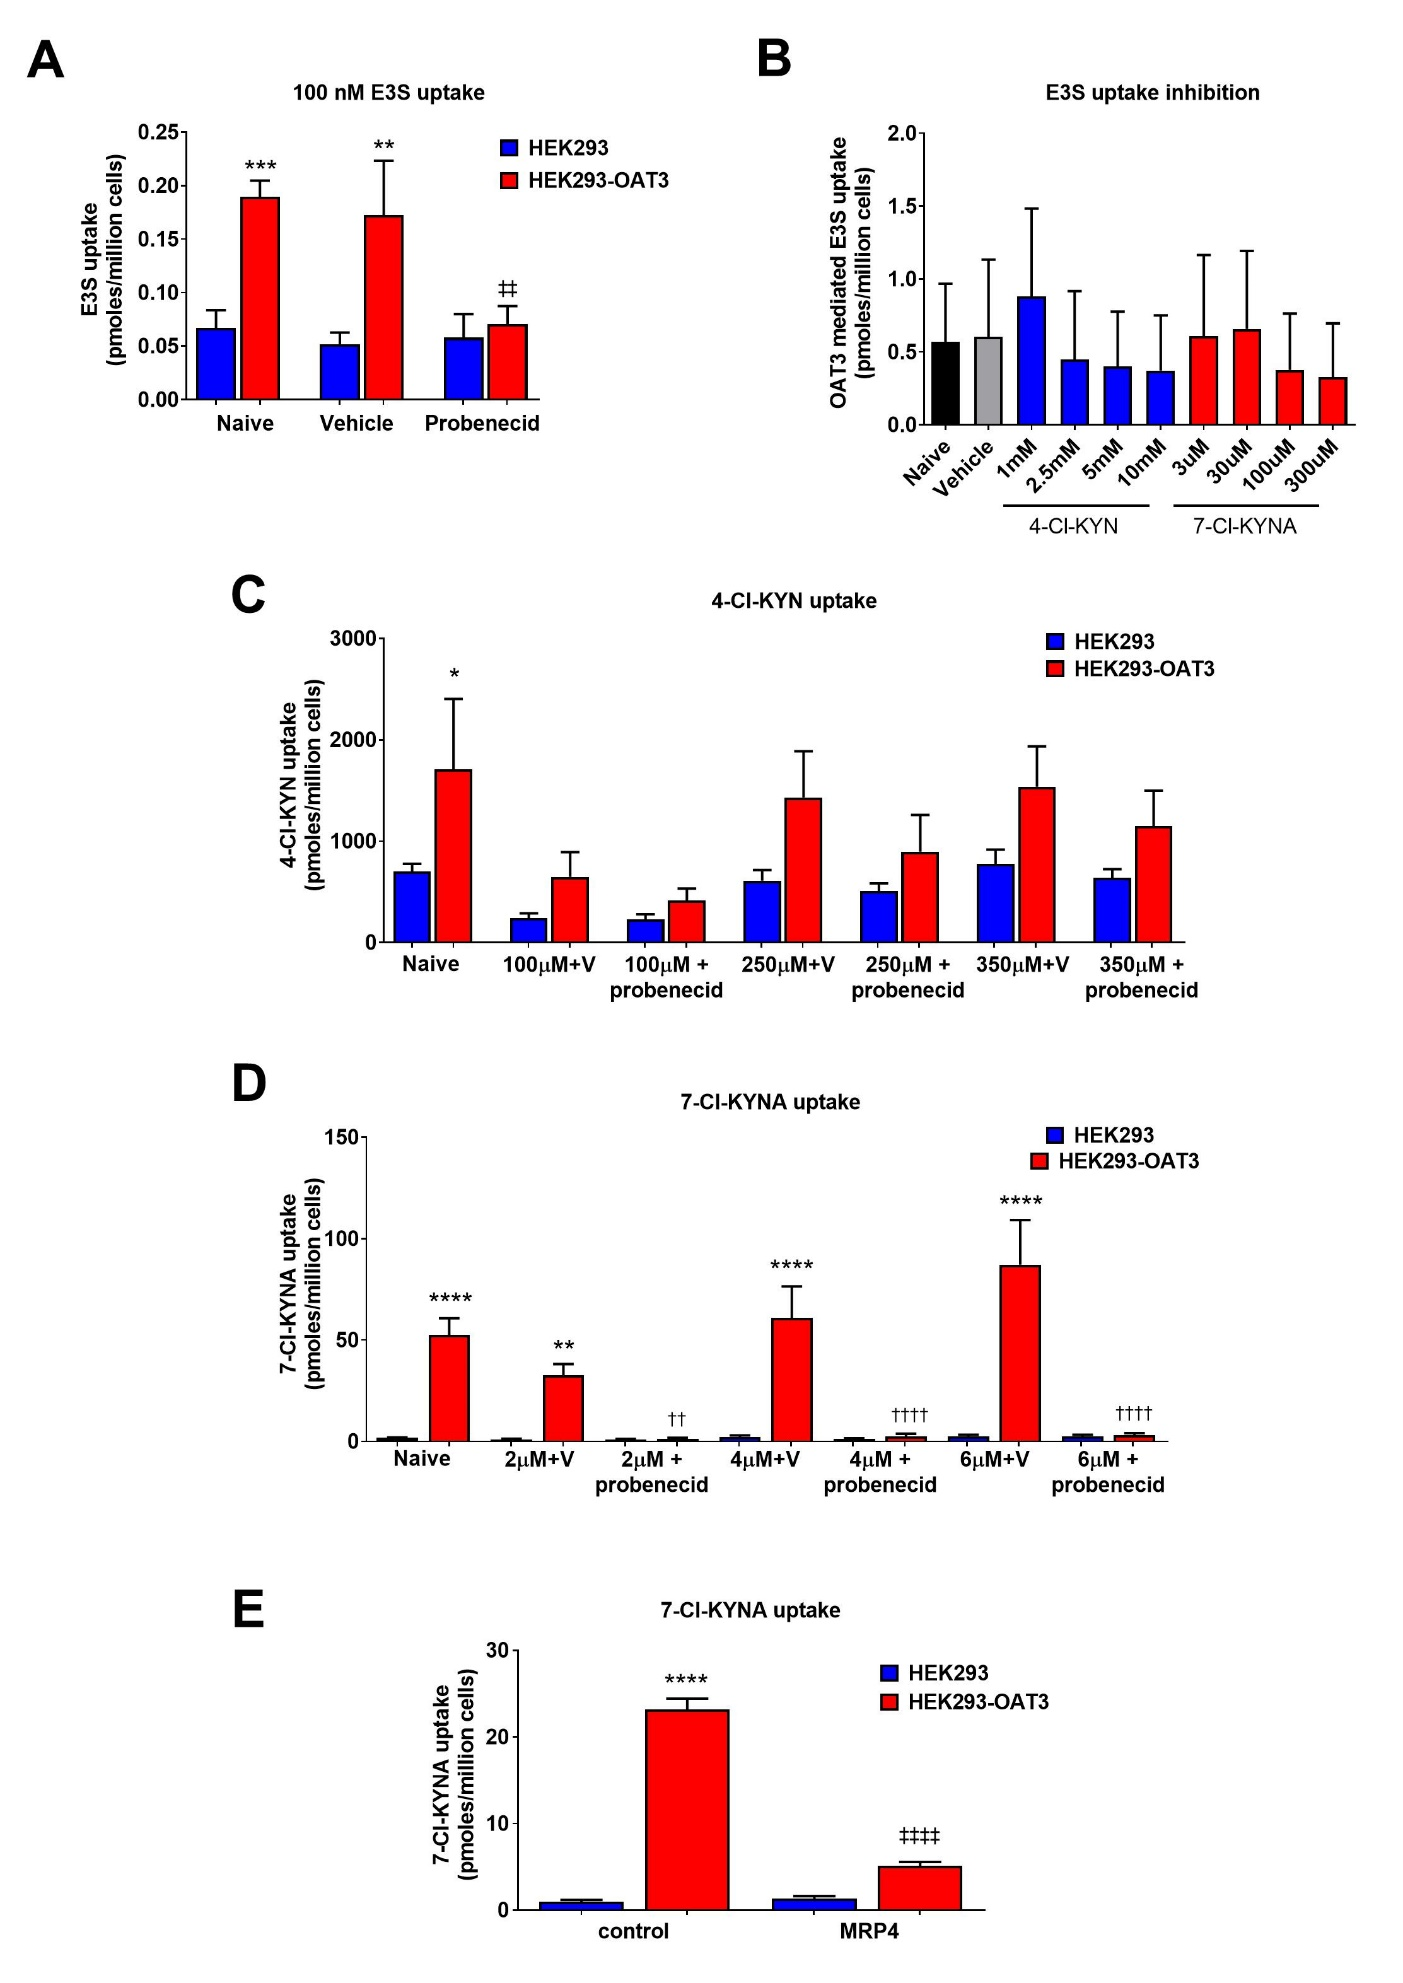 A
100 nM E3S uptake
E3S uptake
(pmoles/million cells)
0.25
0.20
0.15
0.10
0.05
0.00
***
**
‡‡
HEK293
HEK293-OAT3
Naive
Vehicle
Probenecid
B
E3S uptake inhibition
OAT3 mediated E3S uptake
(pmoles/million cells)
2.0
1.5
1.0
0.5
0.0
Naive
Vehicle
1mM
2.5mM
5mM
10mM
3uM
30uM
100uM
300uM
4-Cl-KYN
7-Cl-KYNA
C
4-Cl-KYN uptake
4-Cl-KYN uptake
(pmoles/million cells)
3000
2000
1000
0
*
HEK293
HEK293-OAT3
Naive
100μM+V
100μM +
probenecid
250μM+V
250μM +
probenecid
350μM+V
350μM +
probenecid
D
7-Cl-KYNA uptake
7-Cl-KYNA uptake
(pmoles/million cells)
150
100
50
0
****
**
††
****
††††
****
††††
HEK293
HEK293-OAT3
Naive
2μM+V
2μM +
probenecid
4μM+V
4μM +
probenecid
6μM+V
6μM +
probenecid
E
7-Cl-KYNA uptake
7-Cl-KYNA uptake
(pmoles/million cells)
30
20
10
0
****
‡‡‡‡
HEK293
HEK293-OAT3
control
MRP4